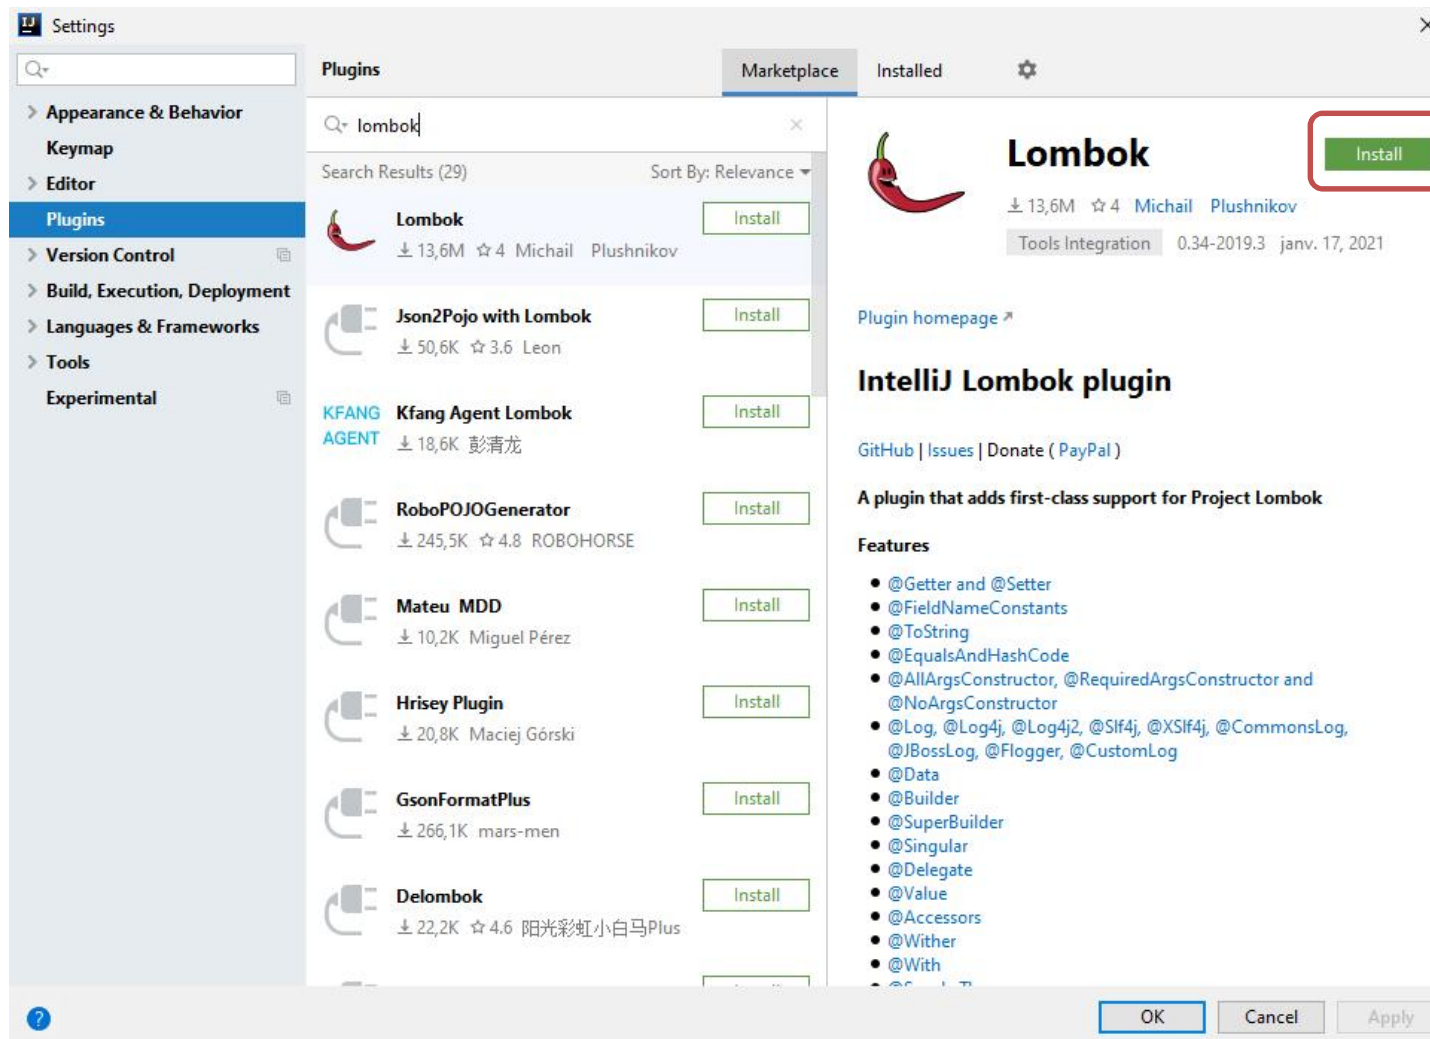 Settings
Plugins
Marketplace
Installed
Appearance & Behavior
Keymap
Editor
Plugins
Version Control
Build, Execution, Deployment
Languages & Frameworks
Tools
Experimental
lombok
Search Results (29)
Sort By: Relevance
Lombok
Install
13,6M 4 Michail Plushnikov
Json2Pojo with Lombok
Install
50,6K 3.6 Leon
KFANG AGENT
Kfang Agent Lombok
Install
18,6K 彭清龙
RoboPOJOGenerator
Install
245,5K 4.8 ROBOHORSE
Mateu MDD
Install
10,2K Miguel Pérez
Hrisey Plugin
Install
20,8K Maciej Górski
GsonFormatPlus
Install
266,1K mars-men
Delombok
Install
22,2K 4.6 阳光彩虹小白马Plus
Lombok
Install
13,6M 4 Michail Plushnikov
Tools Integration 0.34-2019.3 janv. 17, 2021
Plugin homepage
IntelliJ Lombok plugin
GitHub | Issues | Donate ( PayPal )
A plugin that adds first-class support for Project Lombok
Features
@Getter and @Setter
@FieldNameConstants
@ToString
@EqualsAndHashCode
@AllArgsConstructor, @RequiredArgsConstructor and
@NoArgsConstructor
@Log, @Log4j, @Log4j2, @Slf4j, @XSlf4j, @CommonsLog,
@JBossLog, @Flogger, @CustomLog
@Data
@Builder
@SuperBuilder
@Singular
@Delegate
@Value
@Accessors
@Wither
@With
?
OK
Cancel
Apply